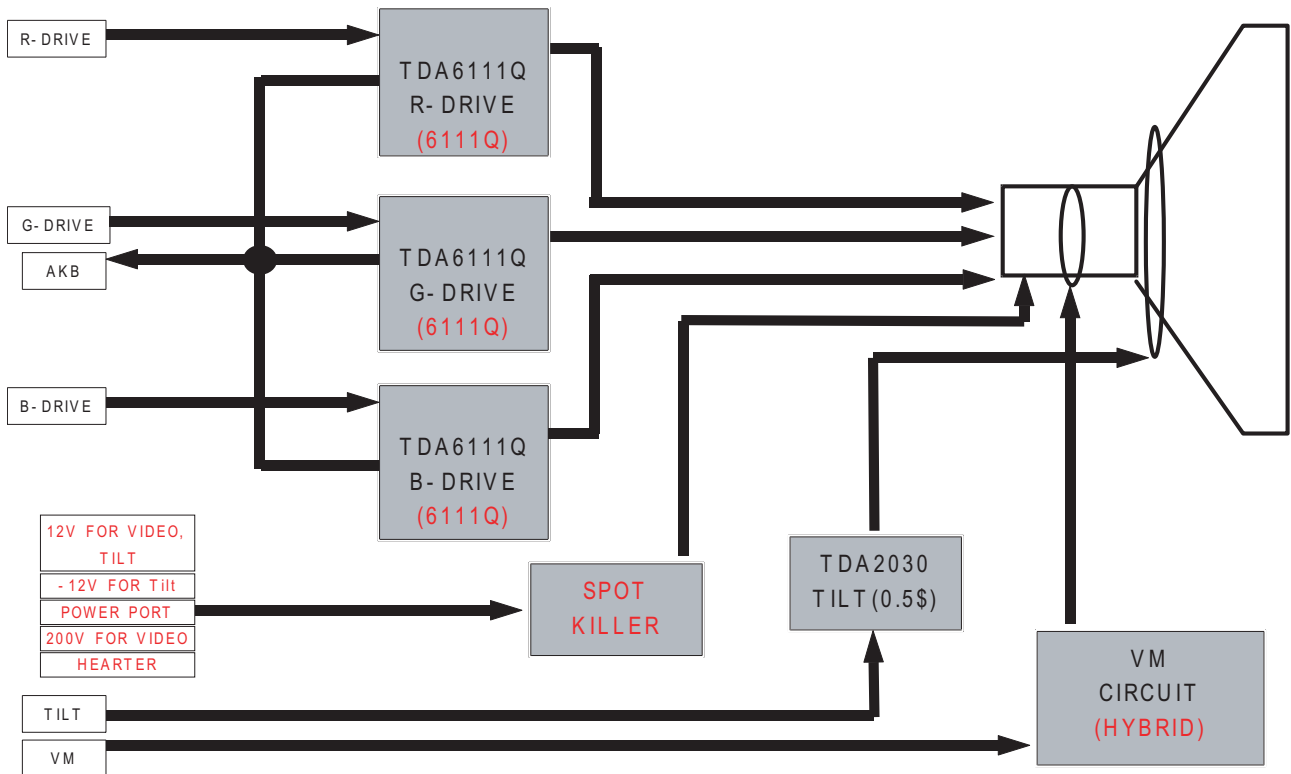 R- DRIVE
TDA6111Q
R- DRIVE
(6111Q)
G- DRIVE
AKB
TDA6111Q
G- DRIVE
(6111Q)
B- DRIVE
TDA6111Q
B- DRIVE
(6111Q)
12V FOR VIDEO,
TILT
- 12V FOR Tilt
POWER PORT
200V FOR VIDEO
HEARTER
SPOT
KILLER
TDA2030
TILT(0.5$)
VM
CIRCUIT
(HYBRID)
TILT
VM